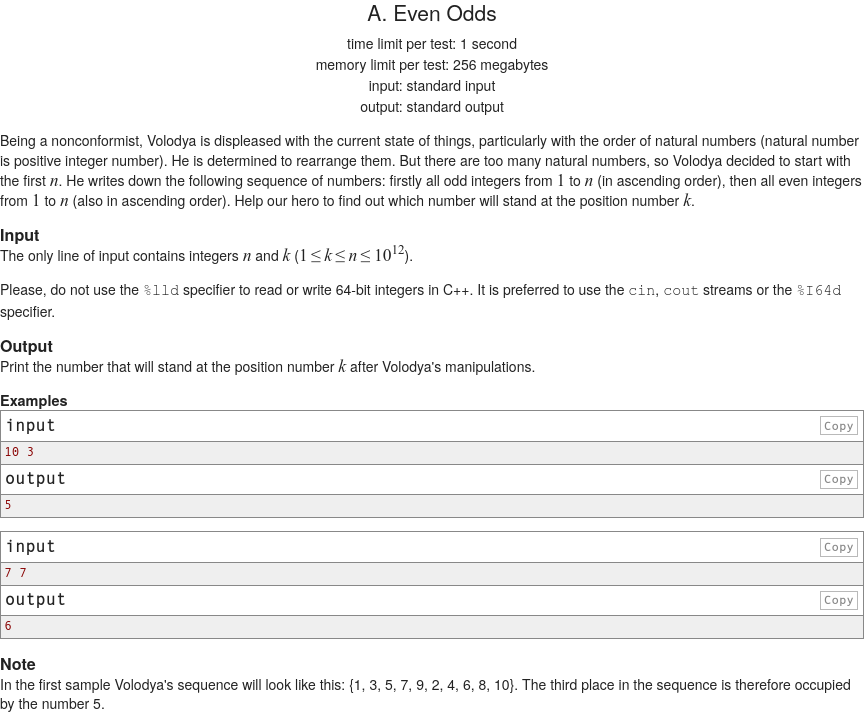 A. Even Odds
time limit per test: 1 second
memory limit per test: 256 megabytes
input: standard input
output: standard output
Being a nonconformist, Volodya is displeased with the current state of things, particularly with the order of natural numbers (natural number
is positive integer number). He is determined to rearrange them. But there are too many natural numbers, so Volodya decided to start with
the first n. He writes down the following sequence of numbers: firstly all odd integers from 1 to n (in ascending order), then all even integers
from 1 to n (also in ascending order). Help our hero to find out which number will stand at the position number k.
Input
The only line of input contains integers n and k (1 ≤ k ≤ n ≤ 10^12).
Please, do not use the %lld specifier to read or write 64-bit integers in C++. It is preferred to use the cin, cout streams or the %I64d
specifier.
Output
Print the number that will stand at the position number k after Volodya's manipulations.
Examples
input Copy
10 3
output Copy
5
input Copy
7 7
output Copy
6
Note
In the first sample Volodya's sequence will look like this: {1, 3, 5, 7, 9, 2, 4, 6, 8, 10}. The third place in the sequence is therefore occupied
by the number 5.